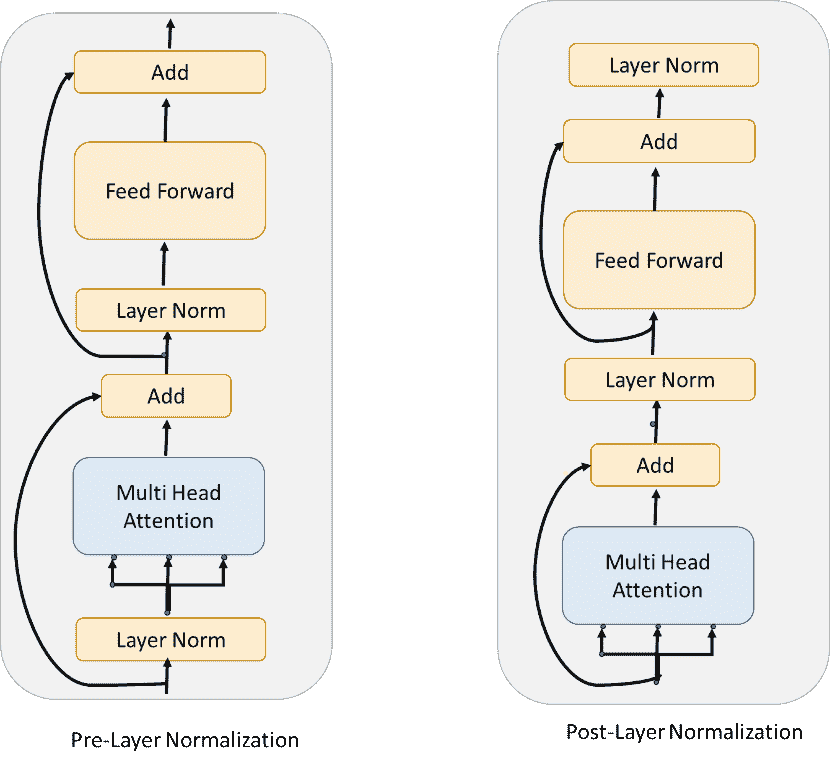 Add
Feed Forward
Layer Norm
Add
Multi Head
Attention
Layer Norm
Pre-Layer Normalization
Layer Norm
Add
Feed Forward
Layer Norm
Add
Multi Head
Attention
Post-Layer Normalization